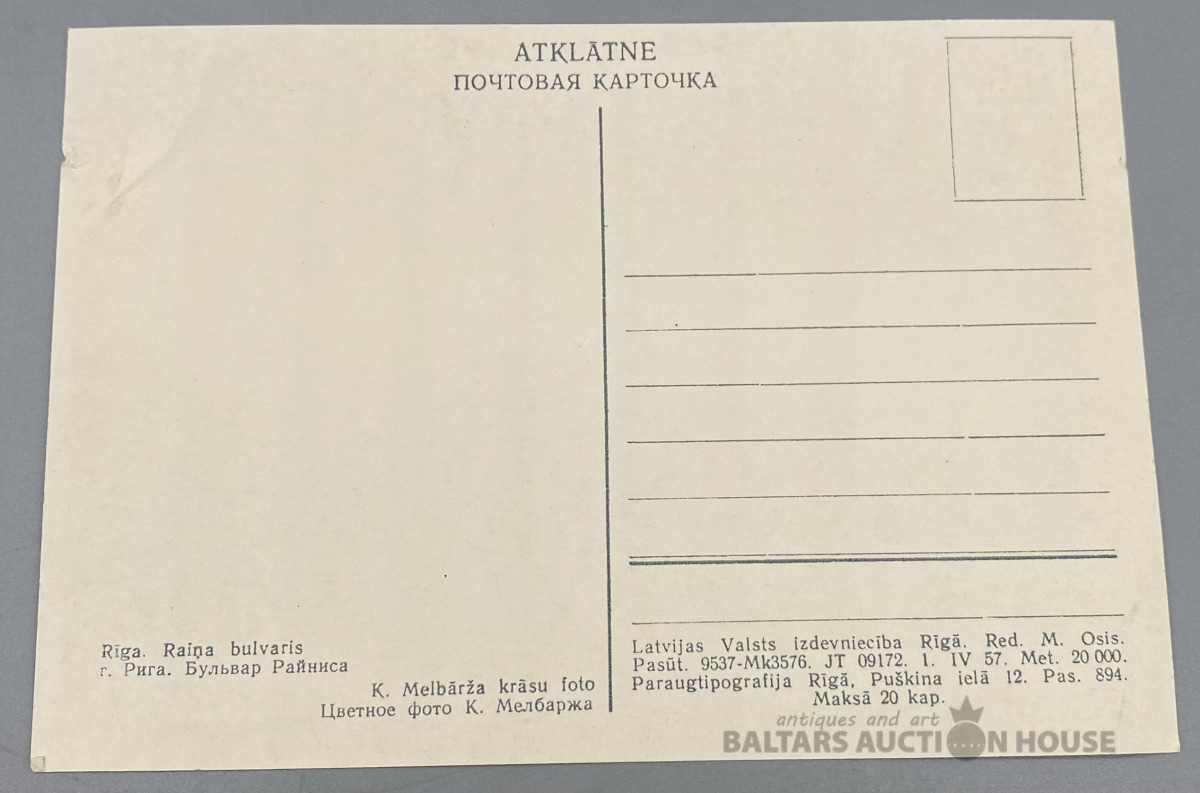 ATKLĀTNE
ПОЧТОВАЯ КАРТОЧКА
Rīga. Raiņa bulvaris
г. Рига. Бульвар Райниса
K. Melbārža krāsu foto
Цветное фото К. Мелбаржа
Latvijas Valsts izdevniecība Rīgā. Red. M. Osis.
Pasūt. 9537-Mk3576. JT 09172. 1. IV 57. Met. 20 000.
Paraugtipografija Rīgā, Puškina ielā 12. Pas. 894.
Maksā 20 kap.
antiques and art
BALTARS AUCTION HOUSE